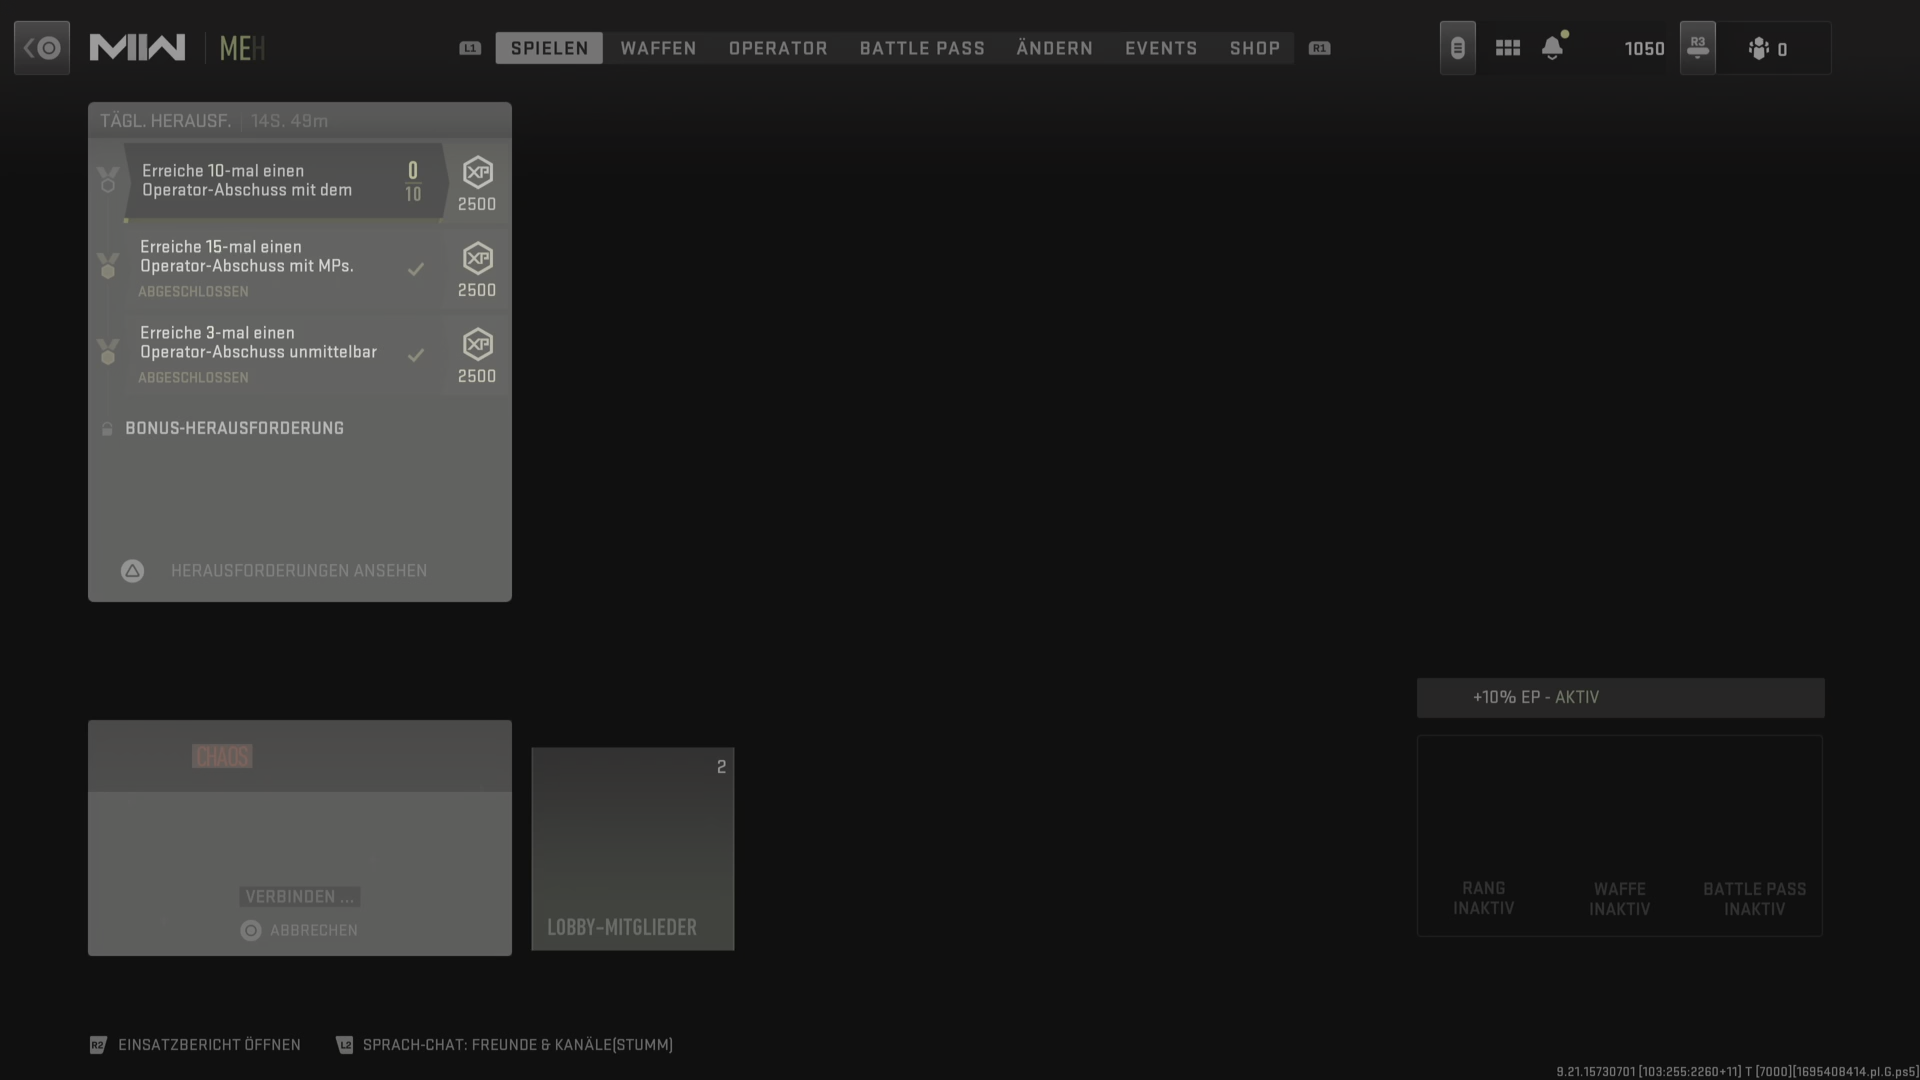 MW
MEH
L1
SPIELEN
WAFFEN
OPERATOR
BATTLE PASS
ÄNDERN
EVENTS
SHOP
R1
1050
R3
0
TÄGL. HERAUSF. 14S. 49m
Erreiche 10-mal einen
Operator-Abschuss mit dem
0
10
XP
2500
Erreiche 15-mal einen
Operator-Abschuss mit MPs.
ABGESCHLOSSEN
XP
2500
Erreiche 3-mal einen
Operator-Abschuss unmittelbar
ABGESCHLOSSEN
XP
2500
BONUS-HERAUSFORDERUNG
HERAUSFORDERUNGEN ANSEHEN
+10% EP - AKTIV
CHAOS
VERBINDEN ...
ABBRECHEN
2
LOBBY-MITGLIEDER
RANG
INAKTIV
WAFFE
INAKTIV
BATTLE PASS
INAKTIV
R2 EINSATZBERICHT ÖFFNEN
L2 SPRACH-CHAT: FREUNDE & KANÄLE(STUMM)
9.21.15730701 [103:255:2260+11] T [7000][1695408414.pl.G.ps5]